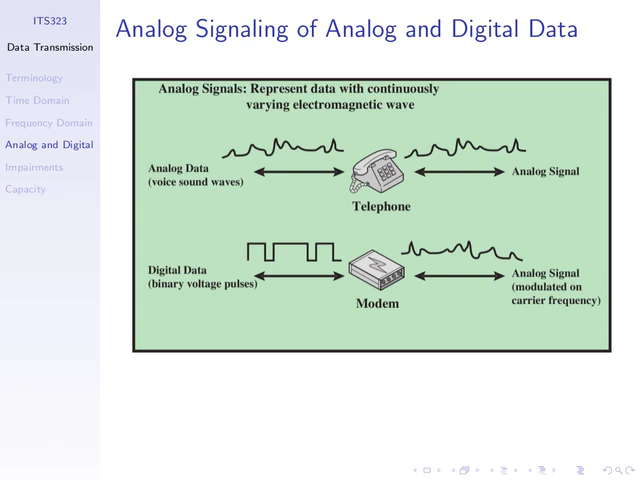 ITS323
Data Transmission
Terminology
Time Domain
Frequency Domain
Analog and Digital
Impairments
Capacity
Analog Signaling of Analog and Digital Data
Analog Signals: Represent data with continuously
varying electromagnetic wave
Analog Data
(voice sound waves)
Analog Signal
Telephone
Digital Data
(binary voltage pulses)
Analog Signal
(modulated on
carrier frequency)
Modem